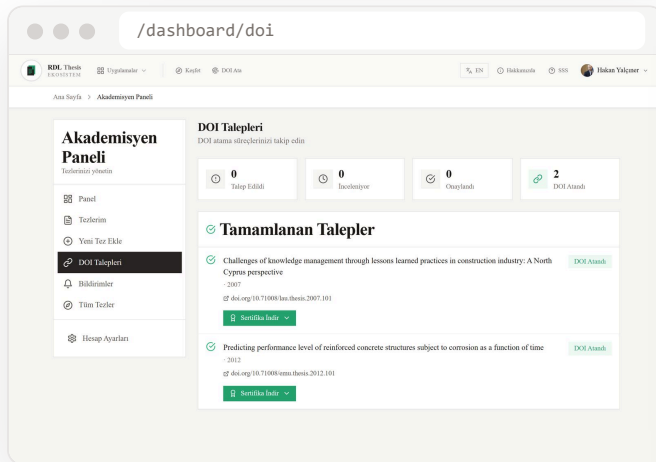 /dashboard/doi
RDL Thesis
EKOSİSTEM
Uygulamalar
Keşfet
DOI Ara
EN
Hakkımızda
SSS
Hakan Yalçıner
Ana Sayfa > Akademisyen Paneli
Akademisyen
Paneli
Tezlerinizi yönetin
Panel
Tezlerim
Yeni Tez Ekle
DOI Talepleri
Bildirimler
Tüm Tezler
Hesap Ayarları
DOI Talepleri
DOI atama süreçlerinizi takip edin
0
Talep Edildi
0
İnceleniyor
0
Onaylandı
2
DOI Atandı
Tamamlanan Talepler
Challenges of knowledge management through lessons learned practices in construction industry: A North
Cyprus perspective
DOI Atandı
· 2007
doi.org/10.71008/lau.thesis.2007.101
Sertifika İndir
Predicting performance level of reinforced concrete structures subject to corrosion as a function of time
DOI Atandı
· 2012
doi.org/10.71008/emu.thesis.2012.101
Sertifika İndir